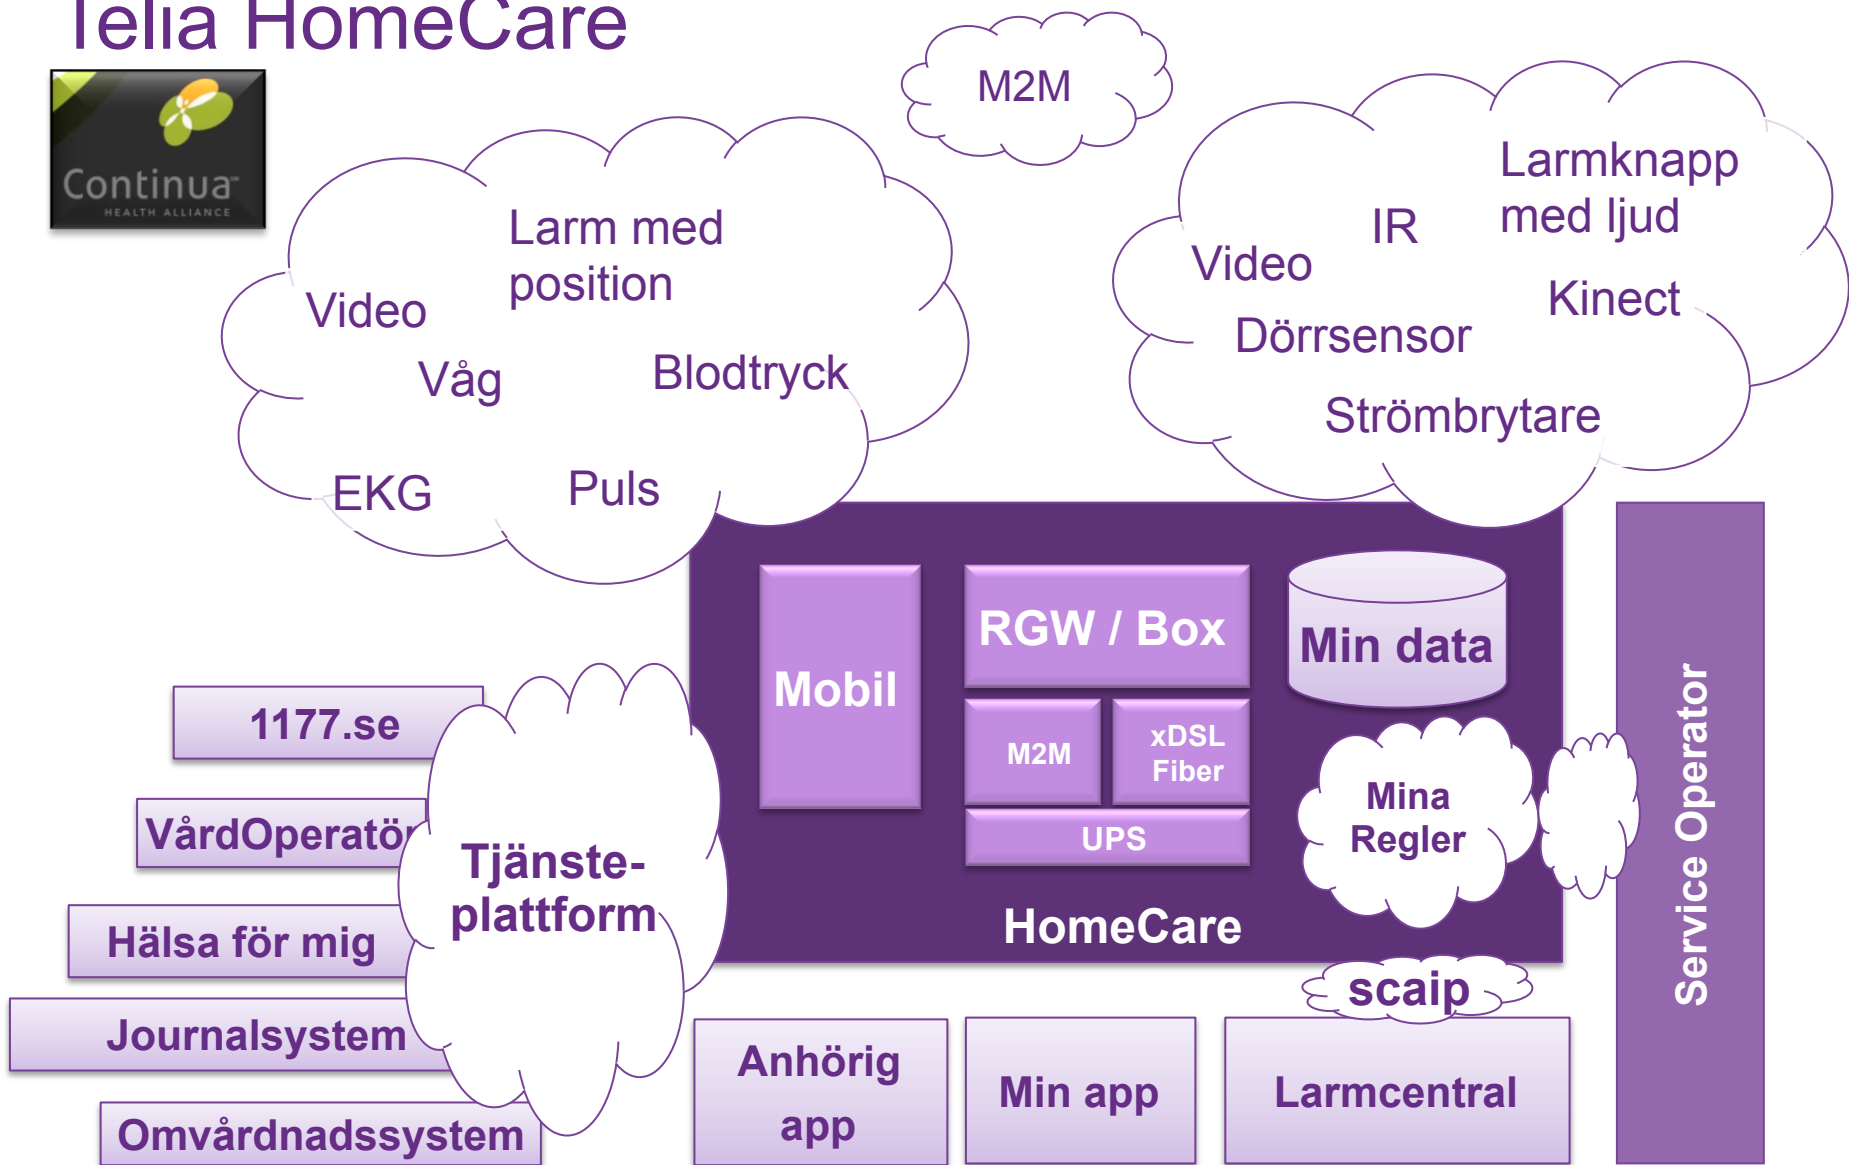 Telia HomeCare
Continua
HEALTH ALLIANCE
M2M
Larm med
position
Video
Våg
Blodtryck
EKG
Puls
Larmknapp
med ljud
IR
Video
Kinect
Dörrsensor
Strömbrytare
Mobil
RGW / Box
M2M
xDSL
Fiber
UPS
Min data
Mina
Regler
HomeCare
Service Operator
1177.se
VårdOperatör
Hälsa för mig
Journalsystem
Omvårdnadssystem
Tjänste-
plattform
scaip
Anhörig
app
Min app
Larmcentral